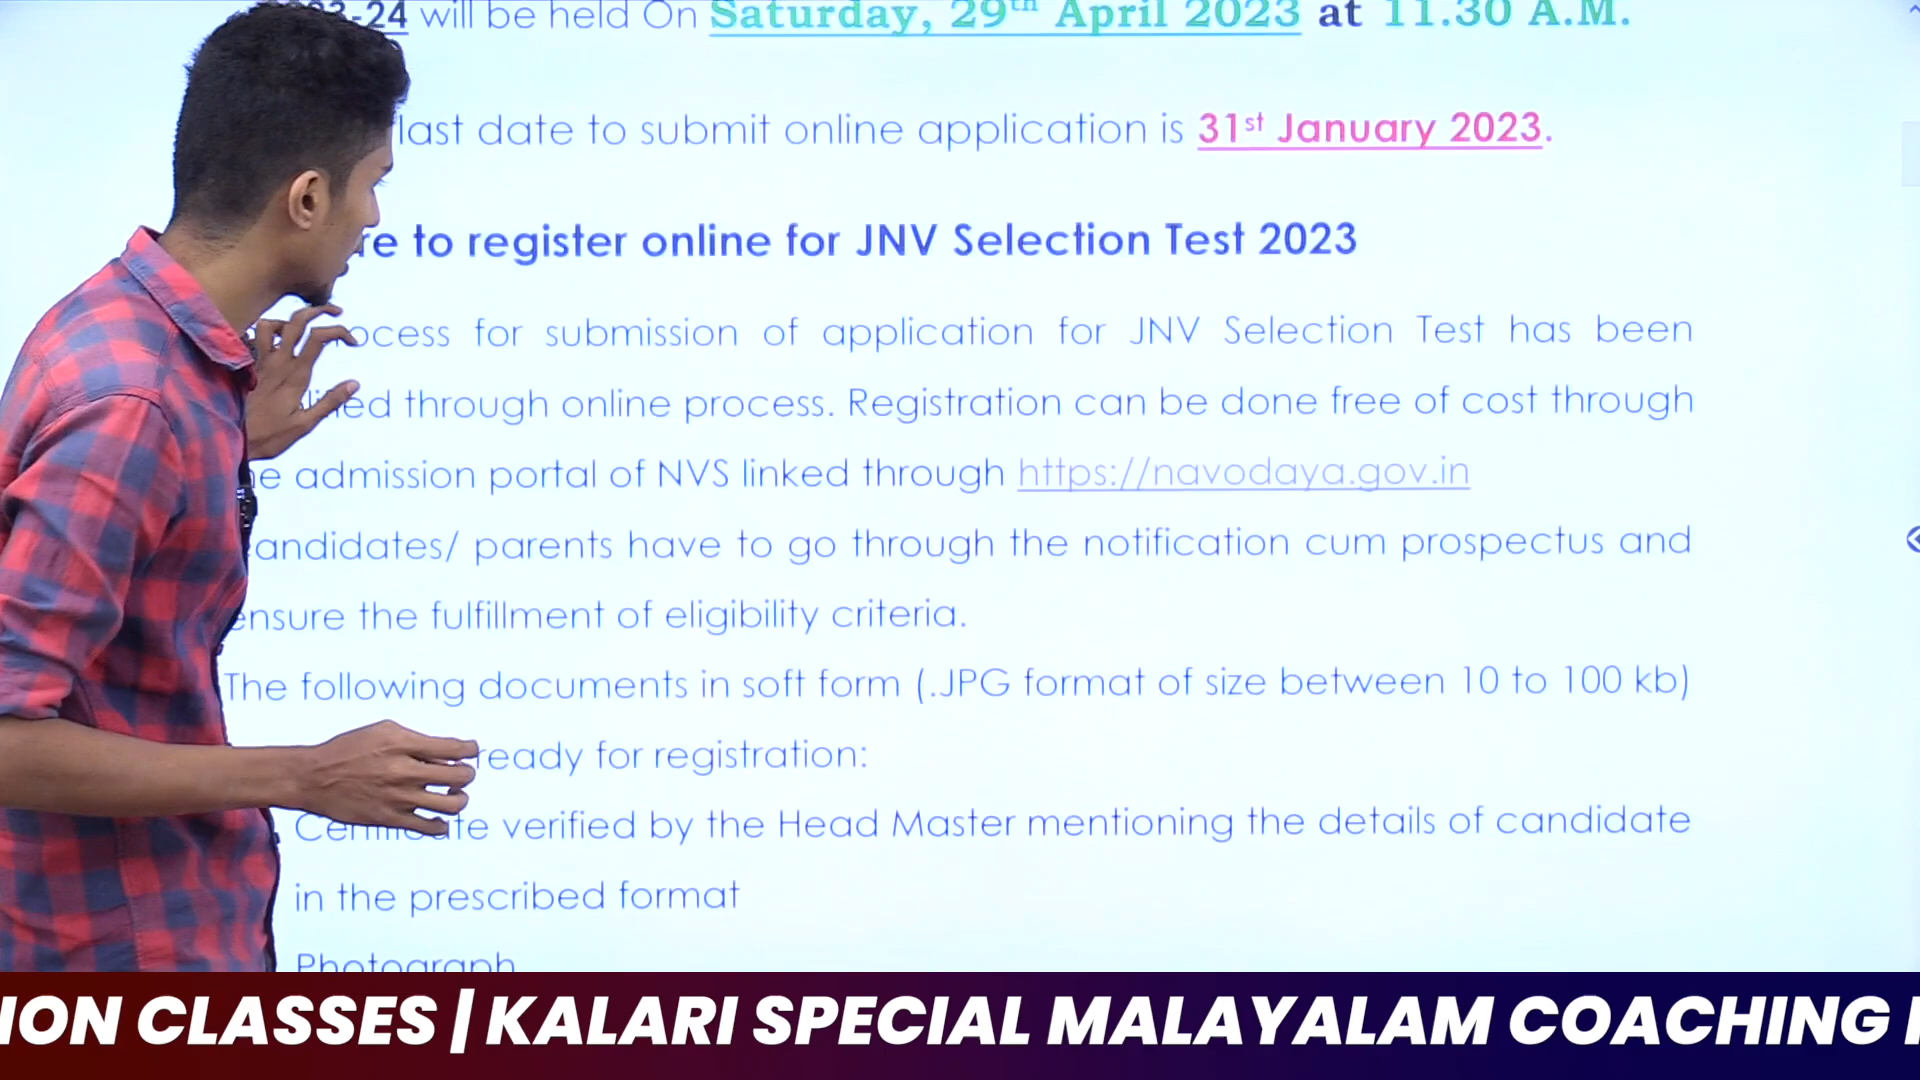 -24 will be held On Saturday, 29th April 2023 at 11.30 A.M.
last date to submit online application is 31st January 2023.
to register online for JNV Selection Test 2023
for submission of application for JNV Selection Test has been
through online process. Registration can be done free of cost through
admission portal of NVS linked through https://navodaya.gov.in
andidates/ parents have to go through the notification cum prospectus and
ensure the fulfillment of eligibility criteria.
The following documents in soft form (.JPG format of size between 10 to 100 kb)
ready for registration:
Certificate verified by the Head Master mentioning the details of candidate
in the prescribed format
Photograph
ION CLASSES | KALARI SPECIAL MALAYALAM COACHING